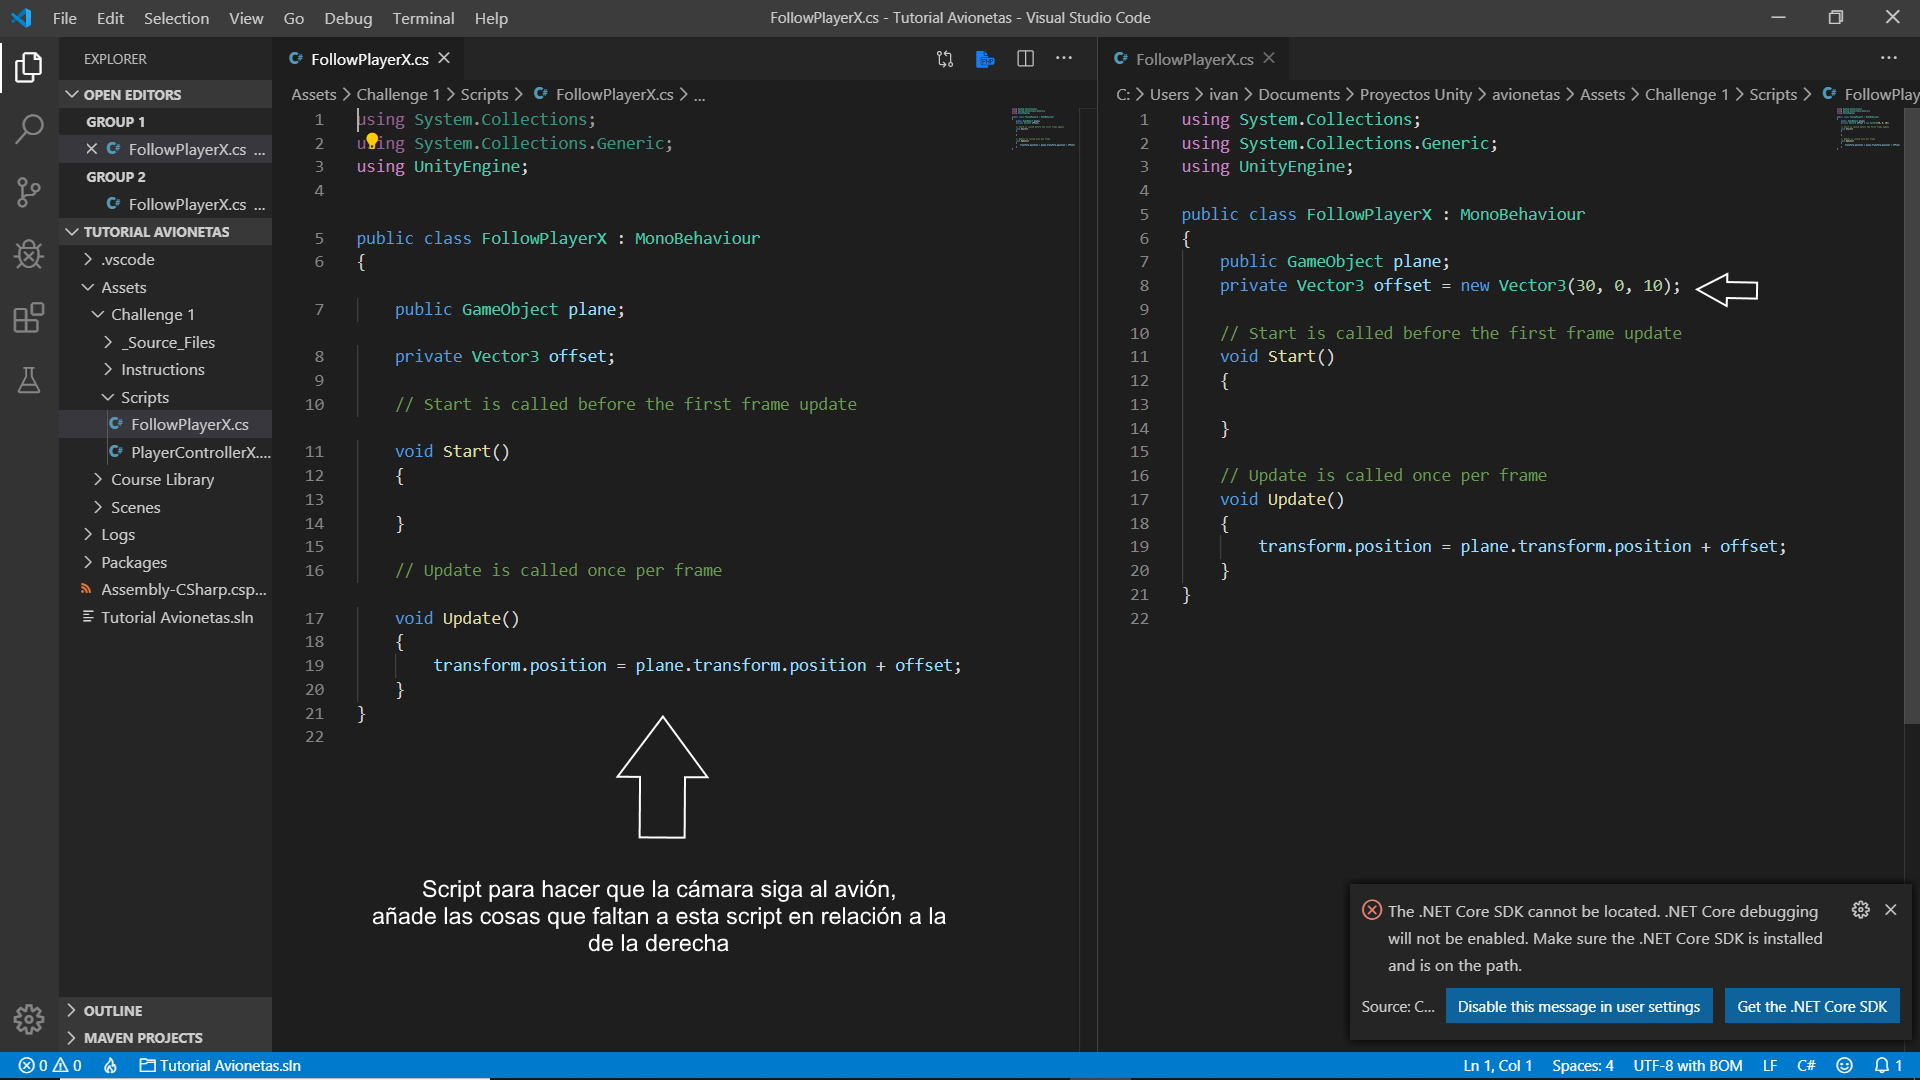 File Edit Selection View Go Debug Terminal Help
FollowPlayerX.cs - Tutorial Avionetas - Visual Studio Code
EXPLORER
OPEN EDITORS
GROUP 1
FollowPlayerX.cs ...
GROUP 2
FollowPlayerX.cs ...
TUTORIAL AVIONETAS
.vscode
Assets
Challenge 1
_Source_Files
Instructions
Scripts
FollowPlayerX.cs
PlayerControllerX....
Course Library
Scenes
Logs
Packages
Assembly-CSharp.csp...
Tutorial Avionetas.sln
OUTLINE
MAVEN PROJECTS
FollowPlayerX.cs
Assets > Challenge 1 > Scripts > FollowPlayerX.cs > ...
1 using System.Collections;
2 using System.Collections.Generic;
3 using UnityEngine;
4
5 public class FollowPlayerX : MonoBehaviour
6 {
7 public GameObject plane;
8 private Vector3 offset;
9
10 // Start is called before the first frame update
11 void Start()
12 {
13
14 }
15
16 // Update is called once per frame
17 void Update()
18 {
19 transform.position = plane.transform.position + offset;
20 }
21 }
22
Script para hacer que la cámara siga al avión,
añade las cosas que faltan a esta script en relación a la
de la derecha
FollowPlayerX.cs
C: > Users > ivan > Documents > Proyectos Unity > avionetas > Assets > Challenge 1 > Scripts > FollowPlay
1 using System.Collections;
2 using System.Collections.Generic;
3 using UnityEngine;
4
5 public class FollowPlayerX : MonoBehaviour
6 {
7 public GameObject plane;
8 private Vector3 offset = new Vector3(30, 0, 10);
9
10 // Start is called before the first frame update
11 void Start()
12 {
13
14 }
15
16 // Update is called once per frame
17 void Update()
18 {
19 transform.position = plane.transform.position + offset;
20 }
21 }
22
The .NET Core SDK cannot be located. .NET Core debugging
will not be enabled. Make sure the .NET Core SDK is installed
and is on the path.
Source: C... Disable this message in user settings Get the .NET Core SDK
0 0 Tutorial Avionetas.sln Ln 1, Col 1 Spaces: 4 UTF-8 with BOM LF C# 1